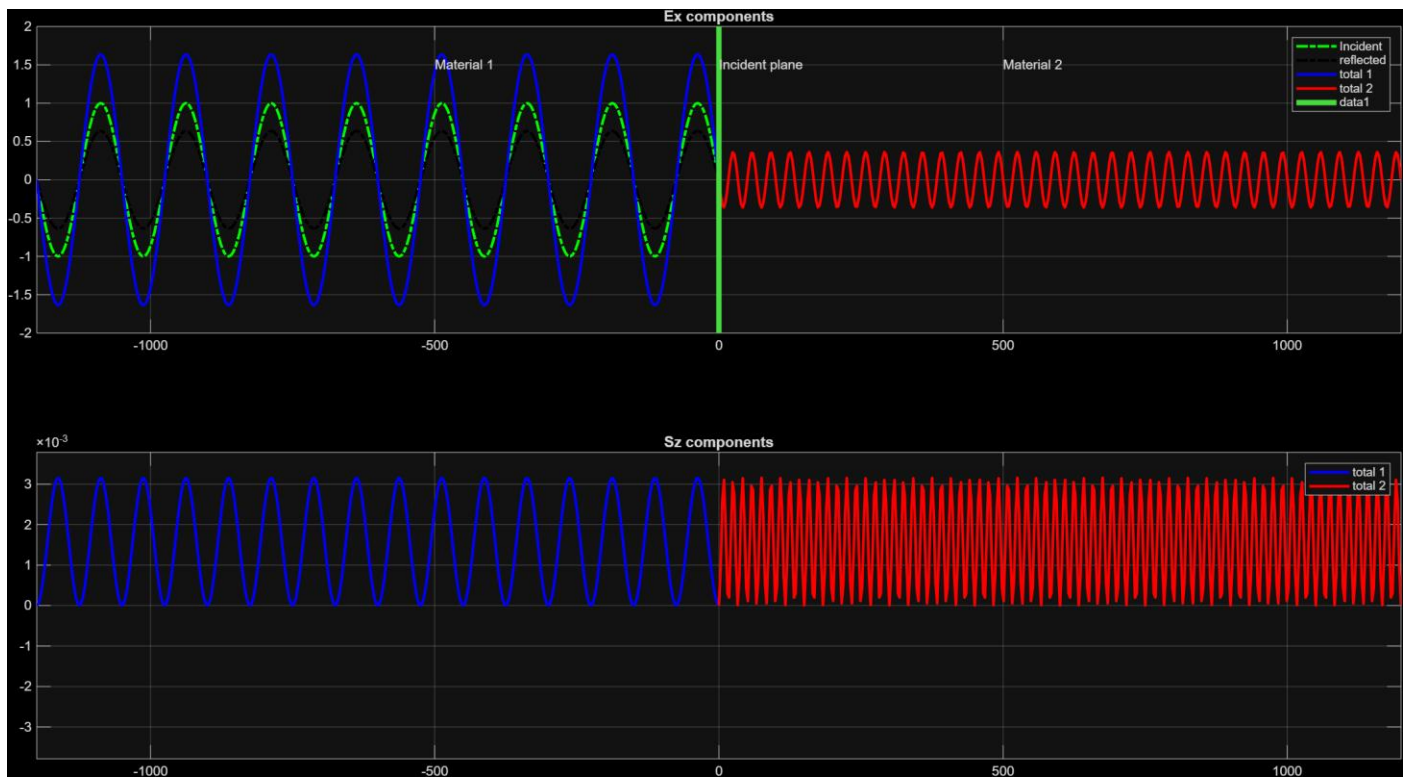 Ex components
2
1.5
1
0.5
0
-0.5
-1
-1.5
-2
Material 1
Incident plane
Material 2
Incident
reflected
total 1
total 2
data1
-1000
-500
0
500
1000
Sz components
×10⁻³
3
2
1
0
-1
-2
-3
total 1
total 2
-1000
-500
0
500
1000